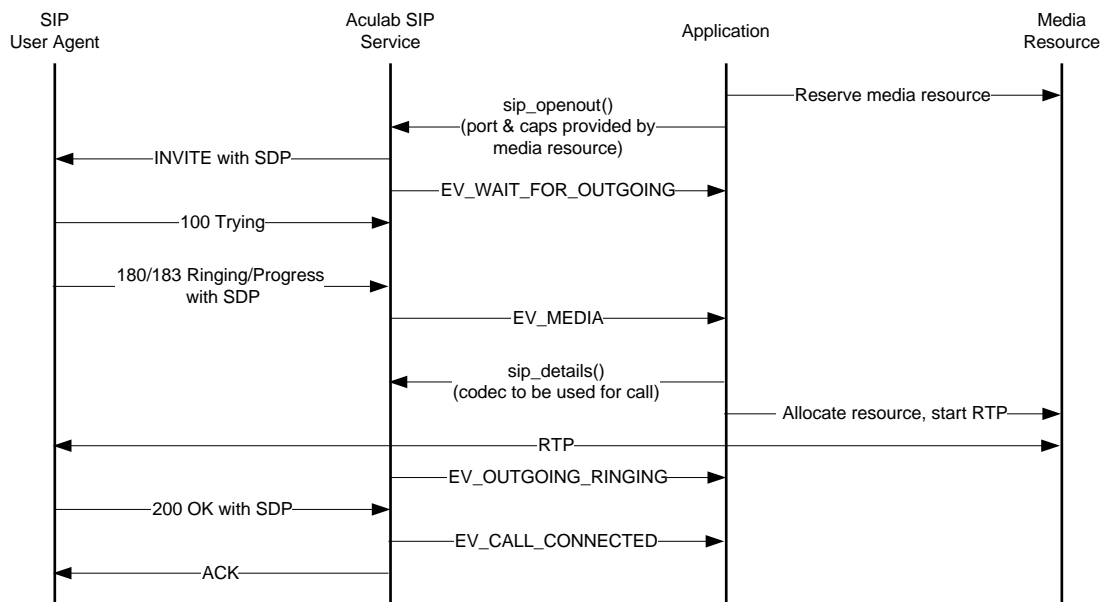 SIP
User Agent
Aculab SIP
Service
Application
Media
Resource
Reserve media resource
sip_openout()
(port & caps provided by
media resource)
INVITE with SDP
EV_WAIT_FOR_OUTGOING
100 Trying
180/183 Ringing/Progress
with SDP
EV_MEDIA
sip_details()
(codec to be used for call)
Allocate resource, start RTP
RTP
EV_OUTGOING_RINGING
200 OK with SDP
EV_CALL_CONNECTED
ACK